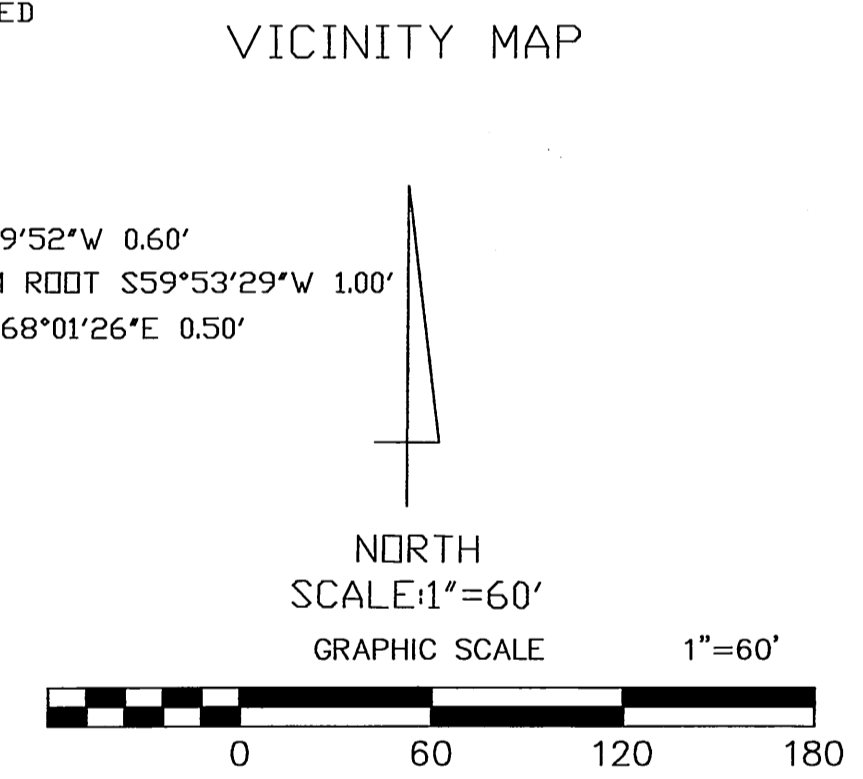 ED
VICINITY MAP
9'52"W 0.60'
ROOT S59°53'29"W 1.00'
68°01'26"E 0.50'
NORTH
SCALE:1"=60'
GRAPHIC SCALE 1"=60'
0 60 120 180